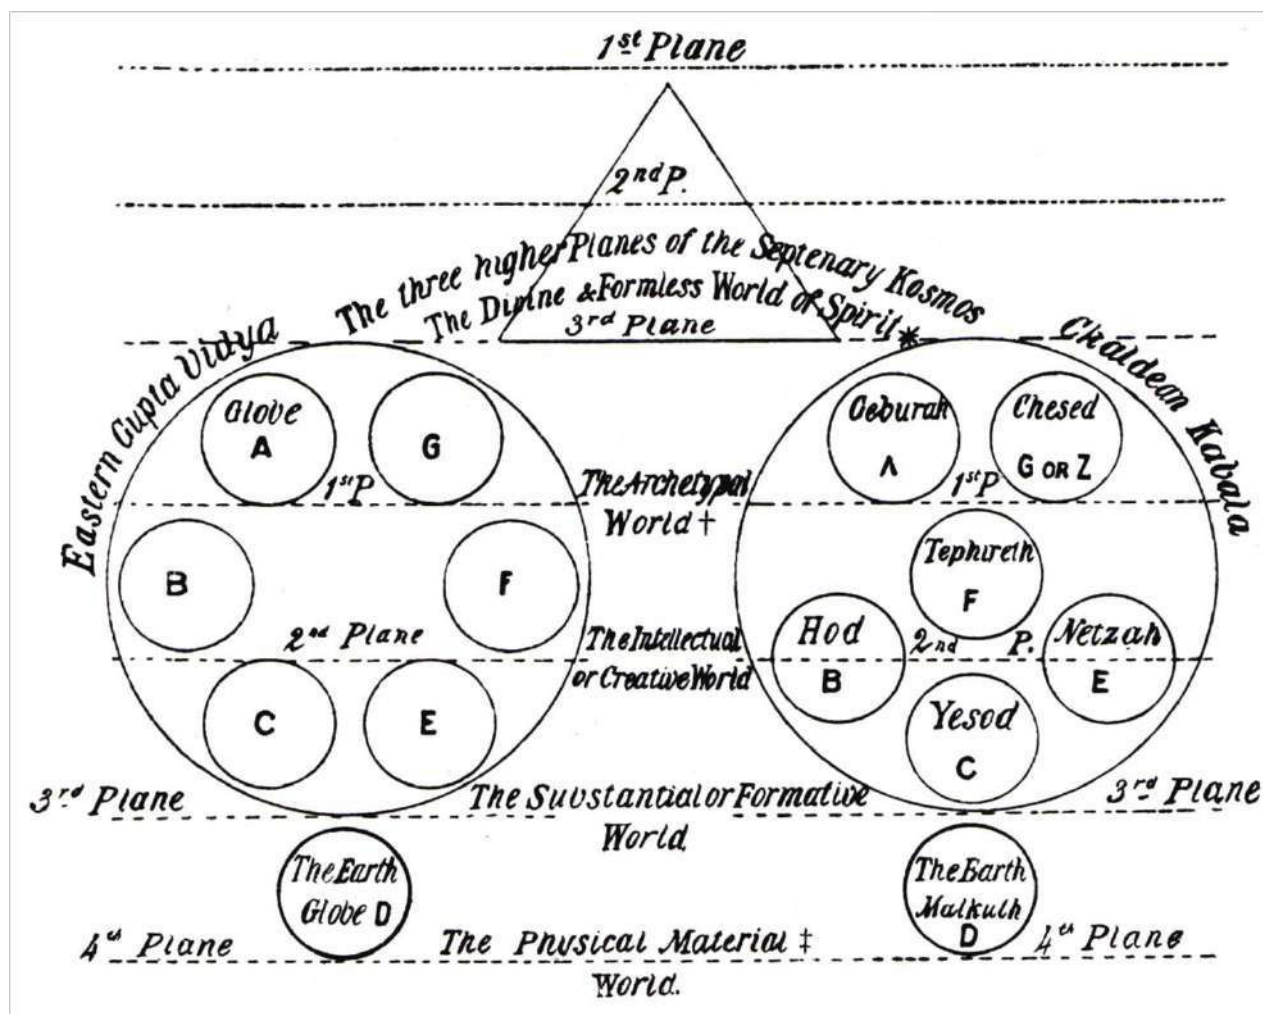 1st Plane
2nd P.
The three higher Planes of the Septenary Kosmos
The Divine & Formless World of Spirit*
3rd Plane
Eastern Gupta Vidya
Chaldean Kabala
Globe
A
G
1st P
The Archetypal
World †
Geburah
A
Chesed
G OR Z
1st P
B
F
2nd Plane
The Intellectual
or Creative World
Tephireth
F
Hod
B
2nd P.
Netzah
E
C
E
Yesod
C
3rd Plane
The Substantial or Formative
World.
3rd Plane
The Earth
Globe D
The Earth
Malkuth
D
4th Plane
The Physical Material ‡
World.
4th Plane